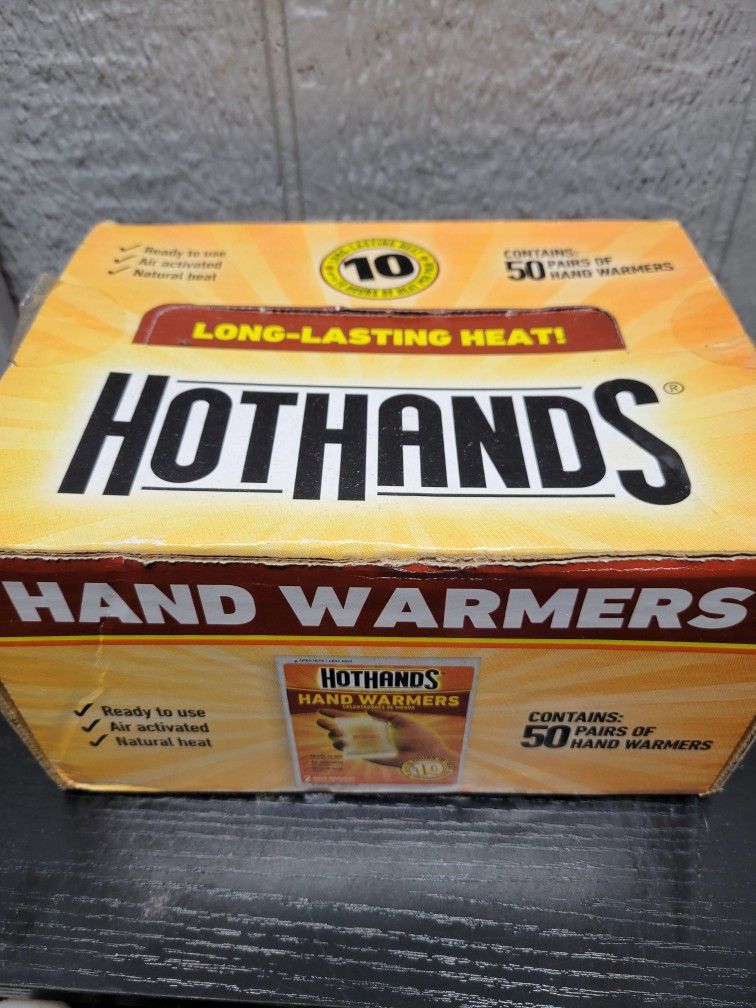 Ready to use
Air activated
Natural heat
10
CONTAINS:
50 PAIRS OF
HAND WARMERS
LONG-LASTING HEAT!
HOTHANDS®
HAND WARMERS
Ready to use
Air activated
Natural heat
HOTHANDS
HAND WARMERS
10
CONTAINS:
50 PAIRS OF
HAND WARMERS